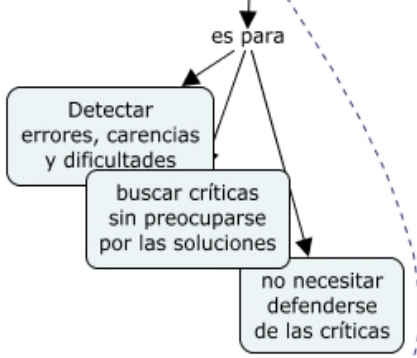 es para
Detectar
errores, carencias
y dificultades
buscar críticas
sin preocuparse
por las soluciones
no necesitar
defenderse
de las críticas